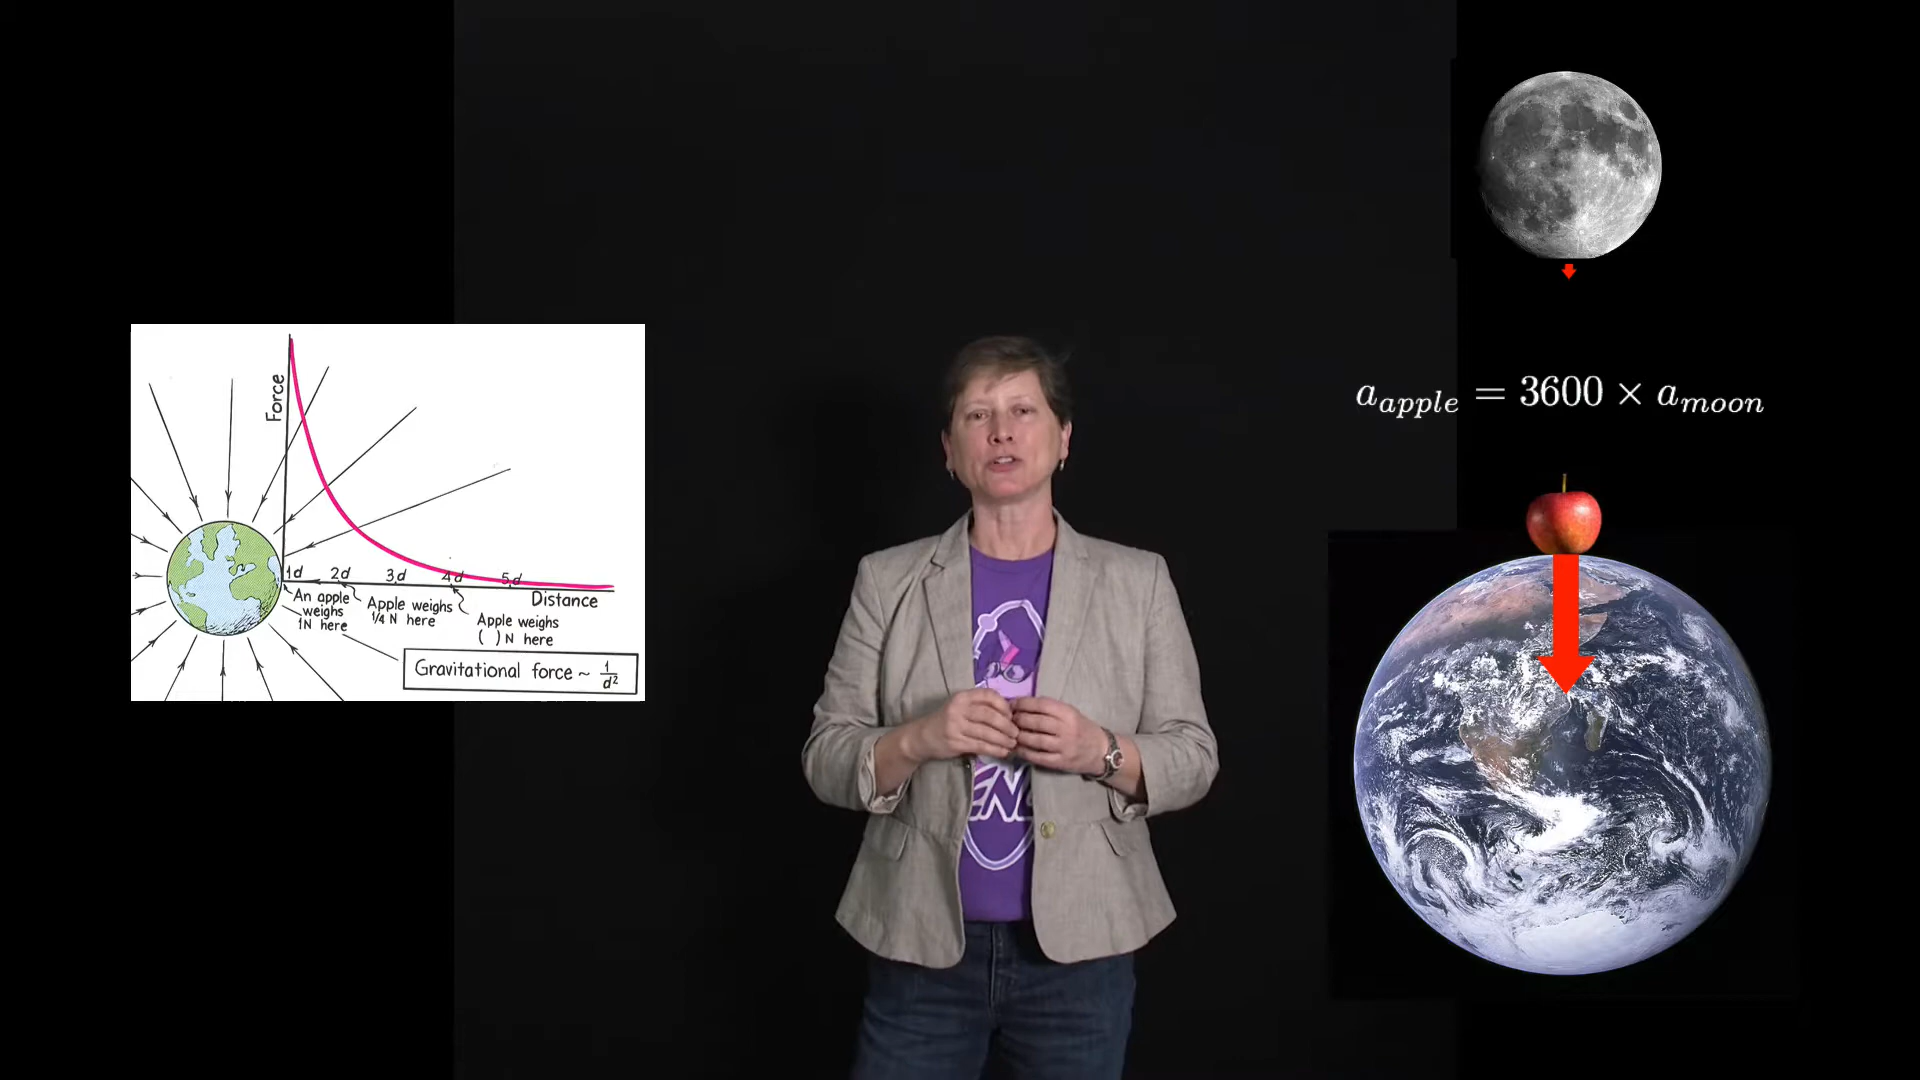 Force
1d 2d 3d 4d 5d
Distance
An apple
weighs
1N here
Apple weighs
1/4 N here
Apple weighs
( ) N here
Gravitational force ~ 1/d²
a_apple = 3600 × a_moon